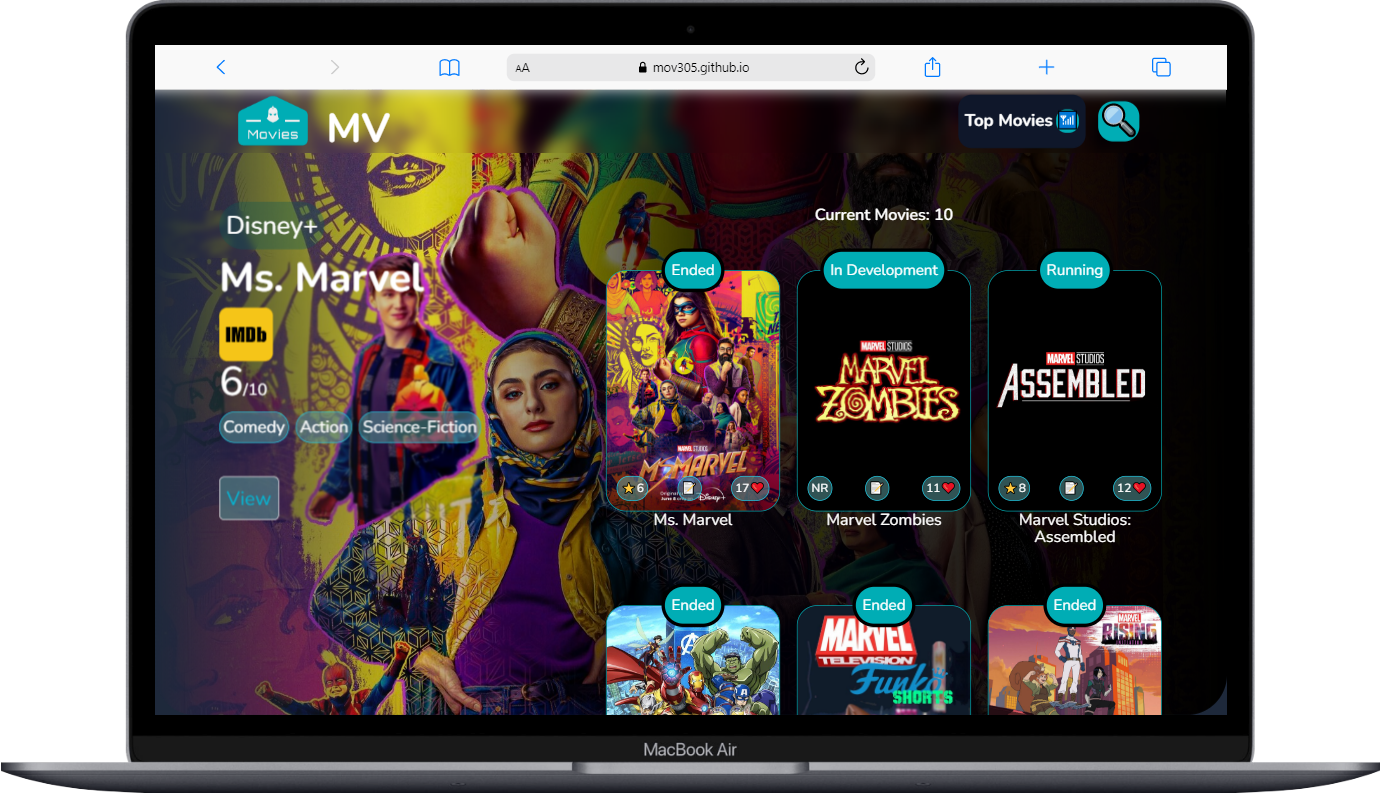 AA
mov305.github.io
Movies
MV
Top Movies
Disney+
Ms. Marvel
IMDb
6/10
Comedy
Action
Science-Fiction
View
Current Movies: 10
Ended
In Development
Running
MARVEL STUDIOS
MS. MARVEL
Disney+
6
17
Ms. Marvel
MARVEL STUDIOS
MARVEL
ZOMBIES
NR
11
Marvel Zombies
MARVEL STUDIOS
ASSEMBLED
8
12
Marvel Studios:
Assembled
Ended
Ended
Ended
A
MARVEL
TELEVISION
Funko
SHORTS
MARVEL
RISING
MacBook Air